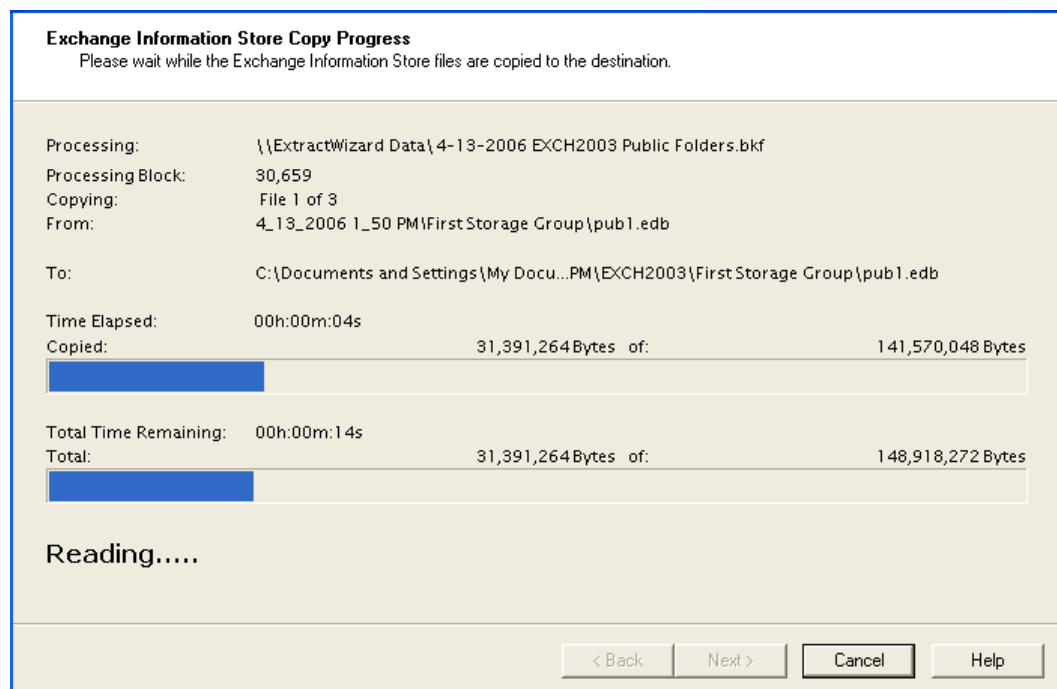 Exchange Information Store Copy Progress
Please wait while the Exchange Information Store files are copied to the destination.
Processing: \\ExtractWizard Data\4-13-2006 EXCH2003 Public Folders.bkf
Processing Block: 30,659
Copying: File 1 of 3
From: 4_13_2006 1_50 PM\First Storage Group\pub1.edb
To: C:\Documents and Settings\My Docu...PM\EXCH2003\First Storage Group\pub1.edb
Time Elapsed: 00h:00m:04s
Copied: 31,391,264 Bytes of: 141,570,048 Bytes
Total Time Remaining: 00h:00m:14s
Total: 31,391,264 Bytes of: 148,918,272 Bytes
Reading.....
< Back Next > Cancel Help